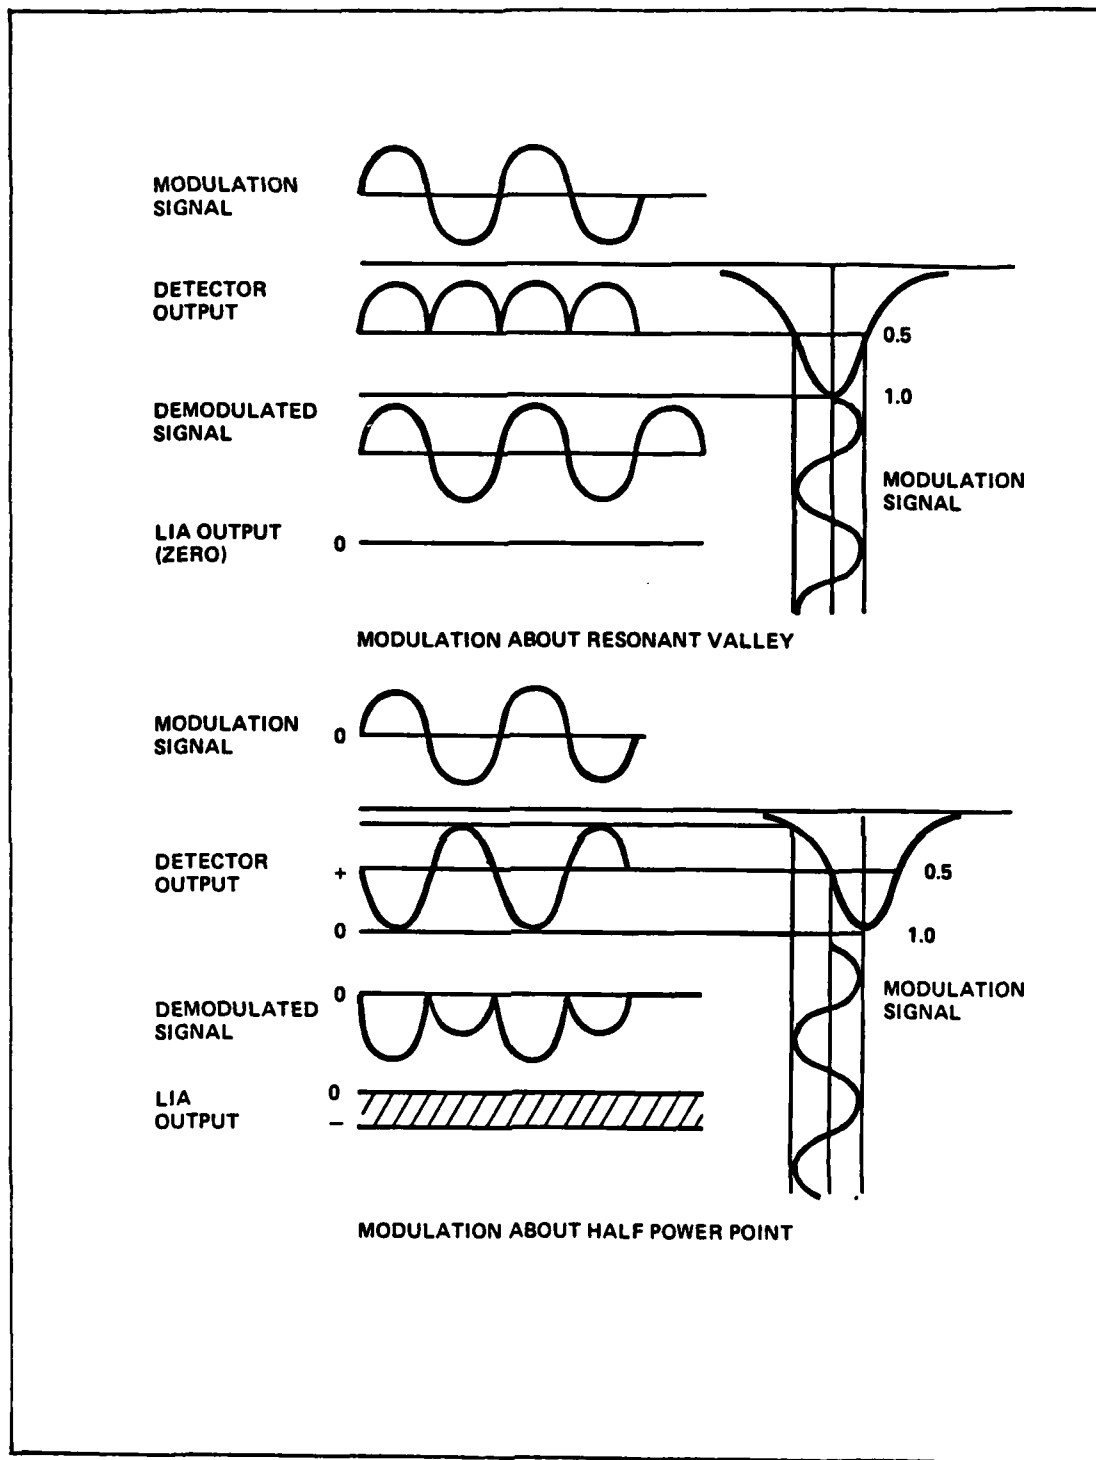 MODULATION
SIGNAL
DETECTOR
OUTPUT
0.5
1.0
DEMODULATED
SIGNAL
MODULATION
SIGNAL
LIA OUTPUT
(ZERO)
0
MODULATION ABOUT RESONANT VALLEY
MODULATION
SIGNAL
0
DETECTOR
OUTPUT
+
0
0.5
1.0
DEMODULATED
SIGNAL
0
MODULATION
SIGNAL
LIA
OUTPUT
0
–
MODULATION ABOUT HALF POWER POINT